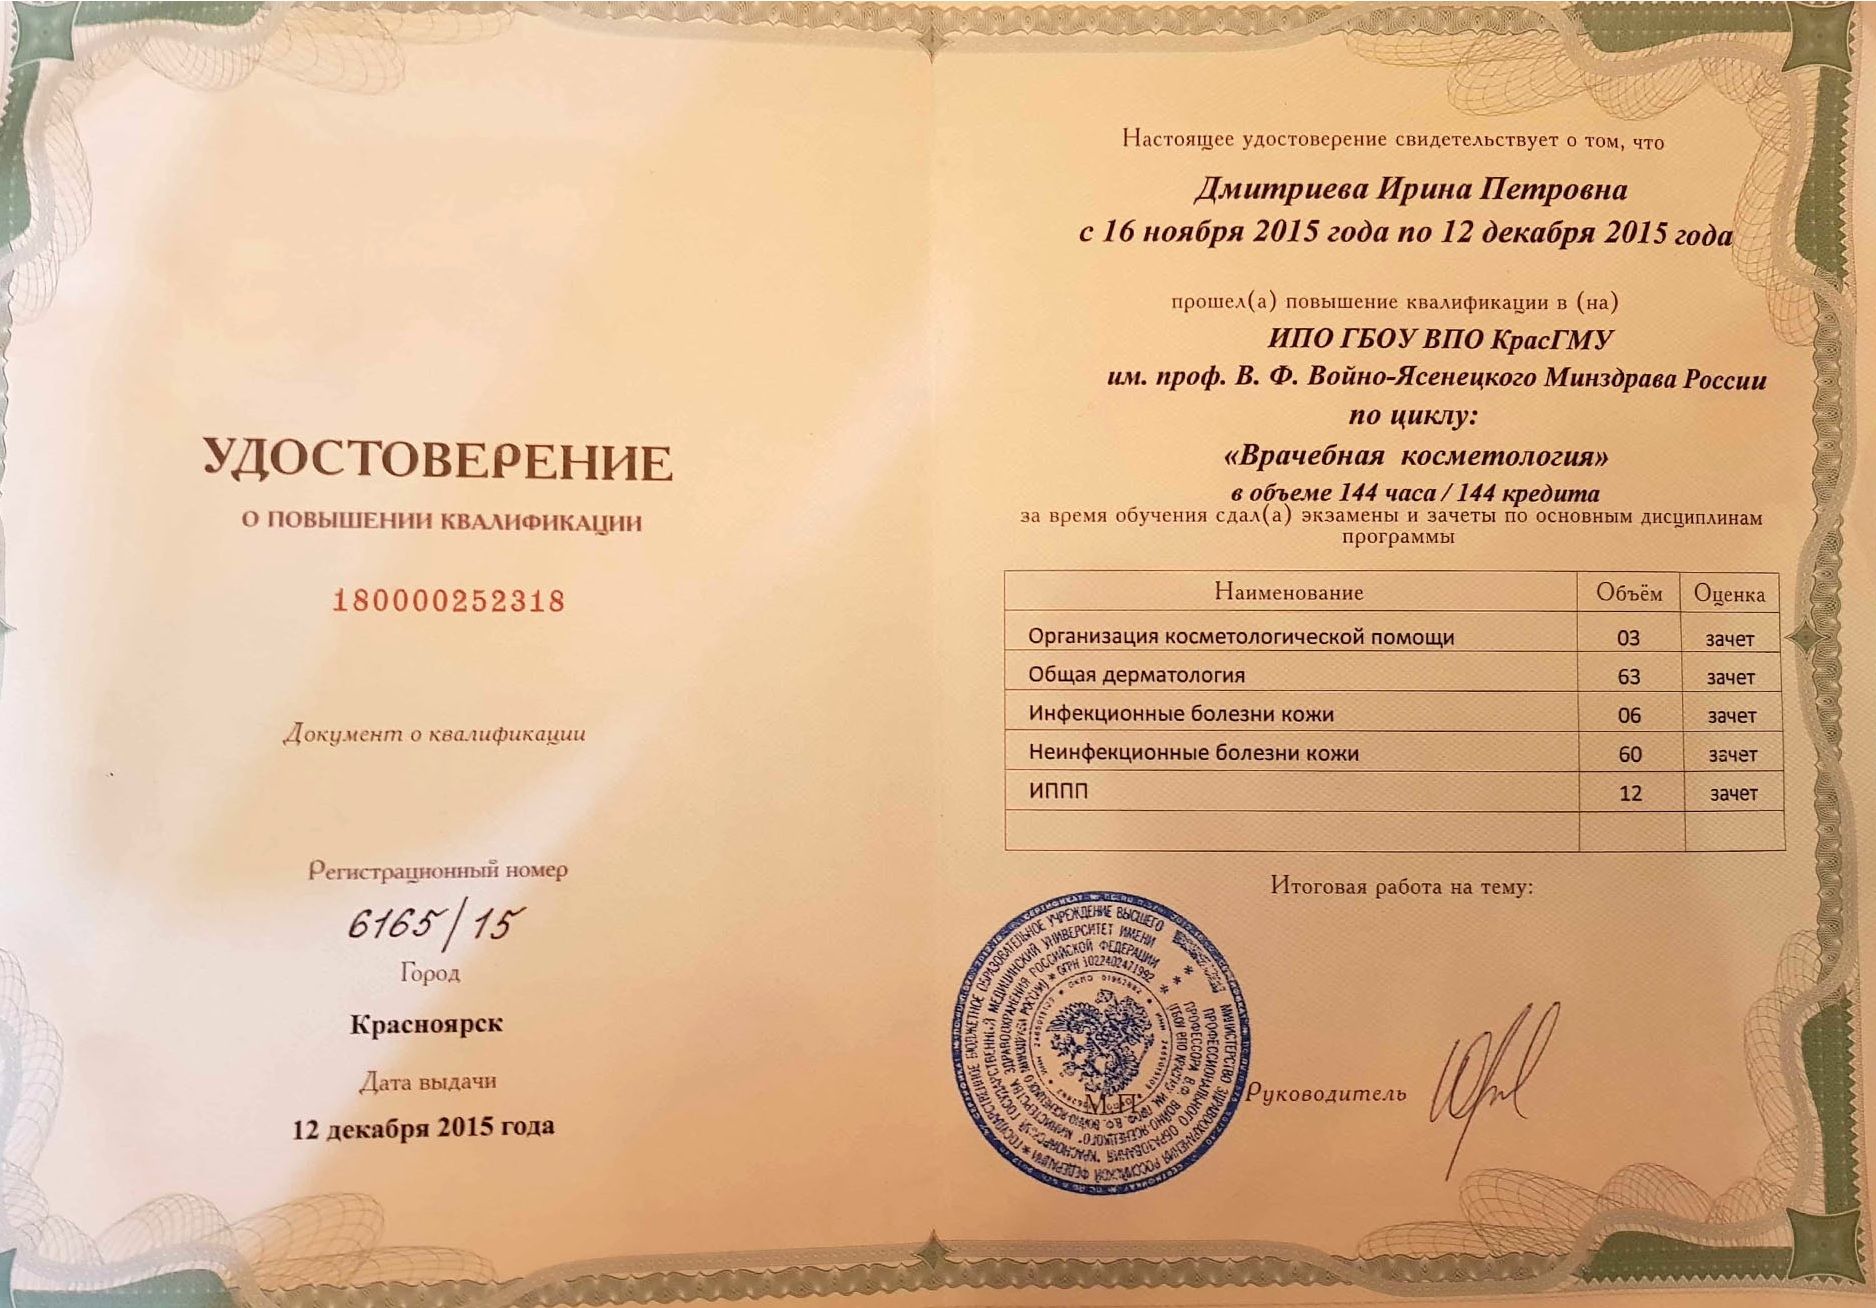 УДОСТОВЕРЕНИЕ
О ПОВЫШЕНИИ КВАЛИФИКАЦИИ
180000252318
Документ о квалификации
Регистрационный номер
6165/15
Город
Красноярск
Дата выдачи
12 декабря 2015 года
Настоящее удостоверение свидетельствует о том, что
Дмитриева Ирина Петровна
с 16 ноября 2015 года по 12 декабря 2015 года
прошел(а) повышение квалификации в (на)
ИПО ГБОУ ВПО КрасГМУ
им. проф. В. Ф. Войно-Ясенецкого Минздрава России
по циклу:
«Врачебная косметология»
в объеме 144 часа / 144 кредита
за время обучения сдал(а) экзамены и зачеты по основным дисциплинам
программы
Наименование Объём Оценка
Организация косметологической помощи 03 зачет
Общая дерматология 63 зачет
Инфекционные болезни кожи 06 зачет
Неинфекционные болезни кожи 60 зачет
ИППП 12 зачет
Итоговая работа на тему:
М.П.
Руководитель